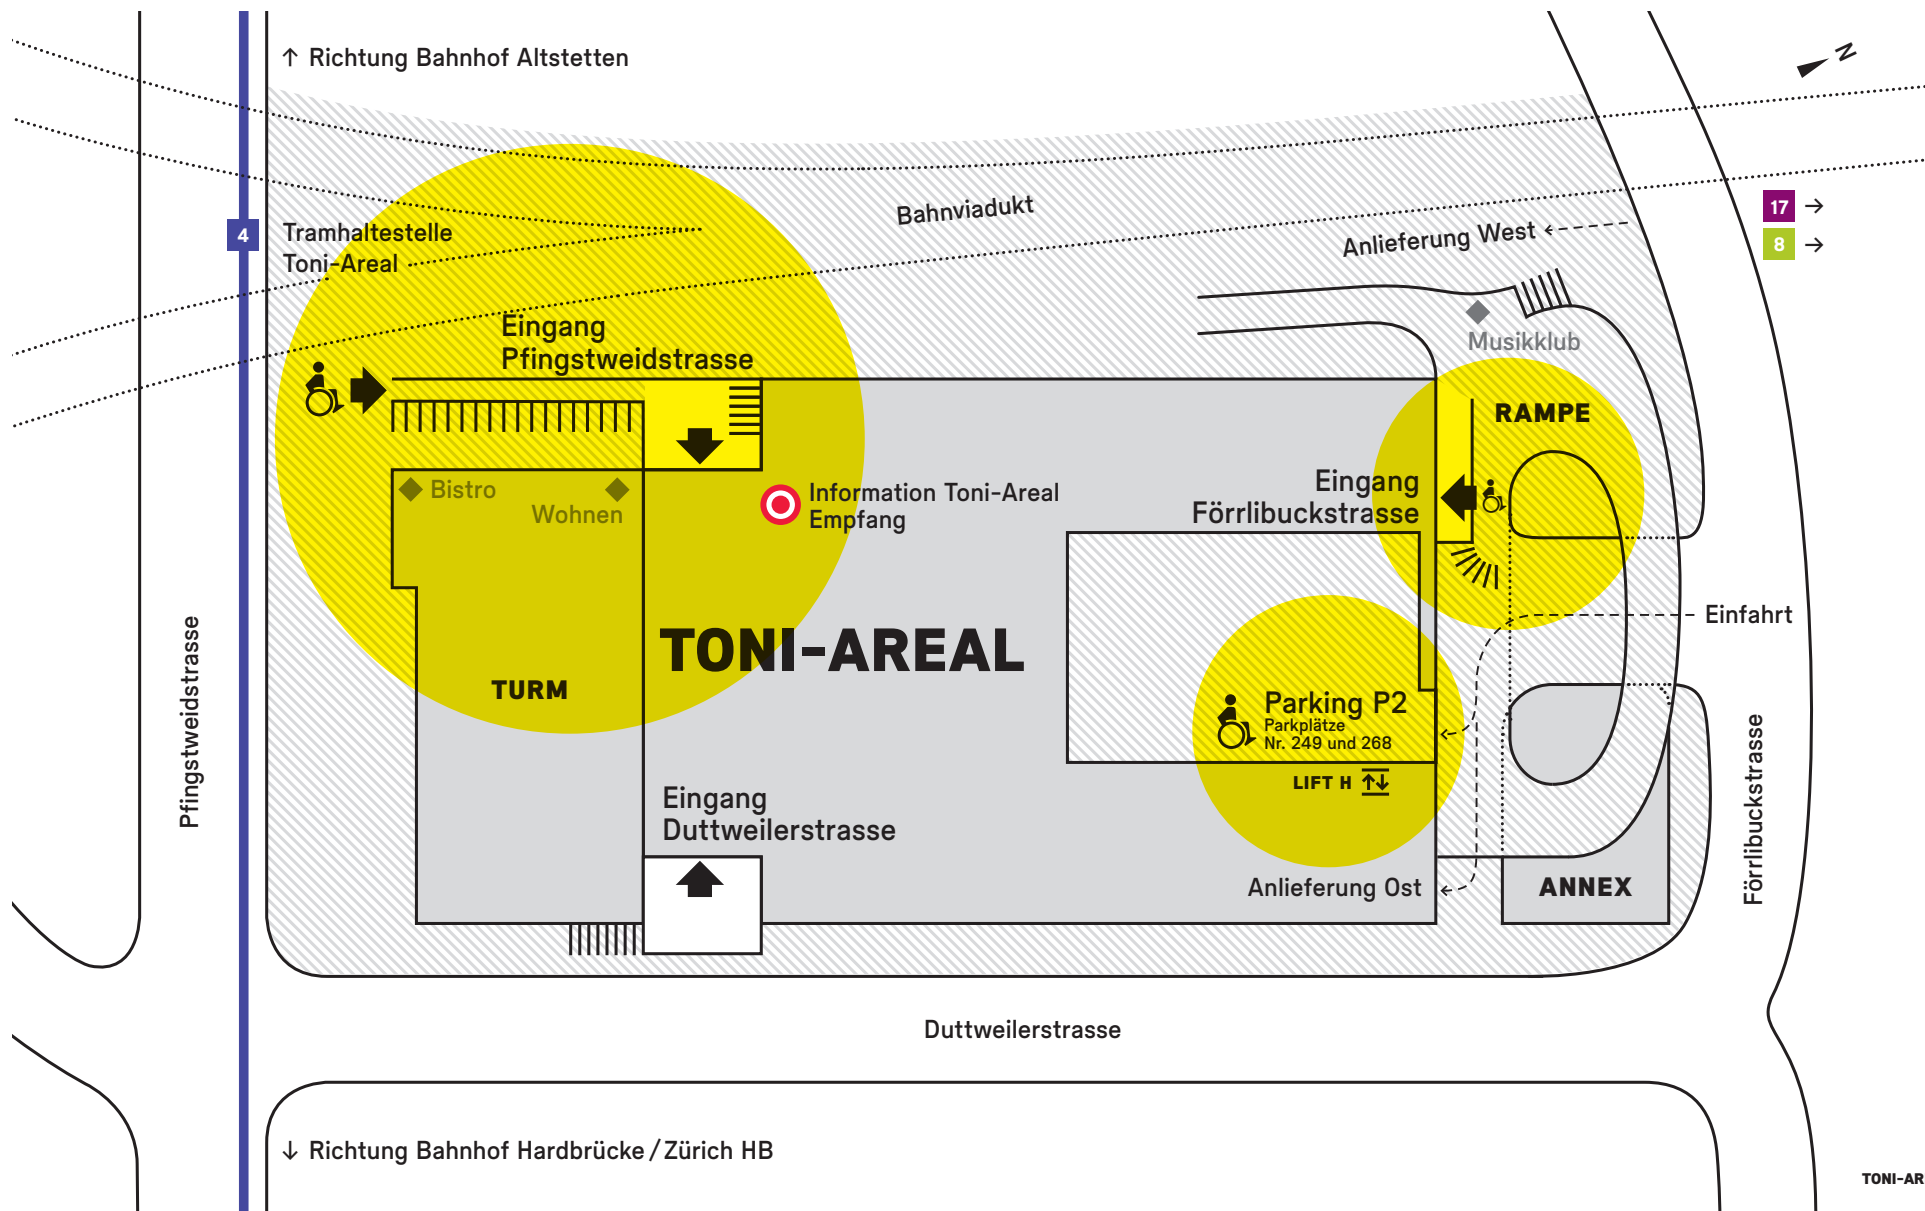 ↑ Richtung Bahnhof Altstetten
N
17 →
8 →
4
Tramhaltestelle
Toni-Areal
Bahnviadukt
Anlieferung West
Musikklub
Eingang
Pfingstweidstrasse
RAMPE
Bistro
Wohnen
Information Toni-Areal
Empfang
Eingang
Förrlibuckstrasse
Einfahrt
TONI-AREAL
TURM
Parking P2
Parkplätze
Nr. 249 und 268
LIFT H
Pfingstweidstrasse
Förrlibuckstrasse
Eingang
Duttweilerstrasse
Anlieferung Ost
ANNEX
Duttweilerstrasse
↓ Richtung Bahnhof Hardbrücke / Zürich HB
TONI-AR